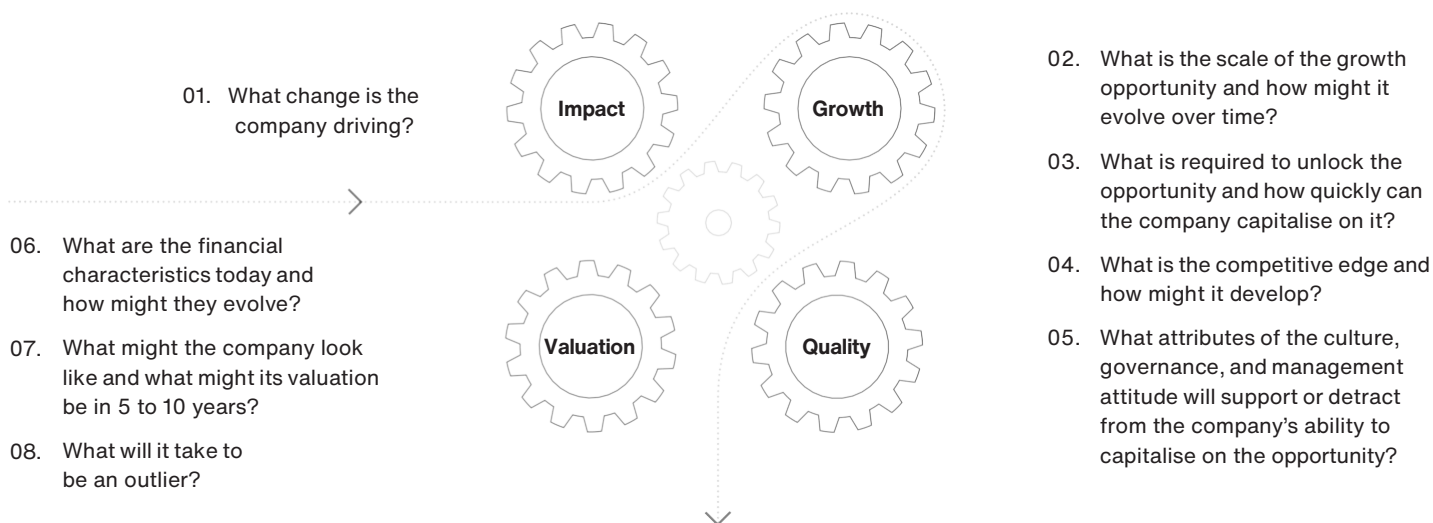 01. What change is the
company driving?
Impact
Growth
02. What is the scale of the growth
opportunity and how might it
evolve over time?
03. What is required to unlock the
opportunity and how quickly can
the company capitalise on it?
04. What is the competitive edge and
how might it develop?
05. What attributes of the culture,
governance, and management
attitude will support or detract
from the company’s ability to
capitalise on the opportunity?
Quality
Valuation
06. What are the financial
characteristics today and
how might they evolve?
07. What might the company look
like and what might its valuation
be in 5 to 10 years?
08. What will it take to
be an outlier?